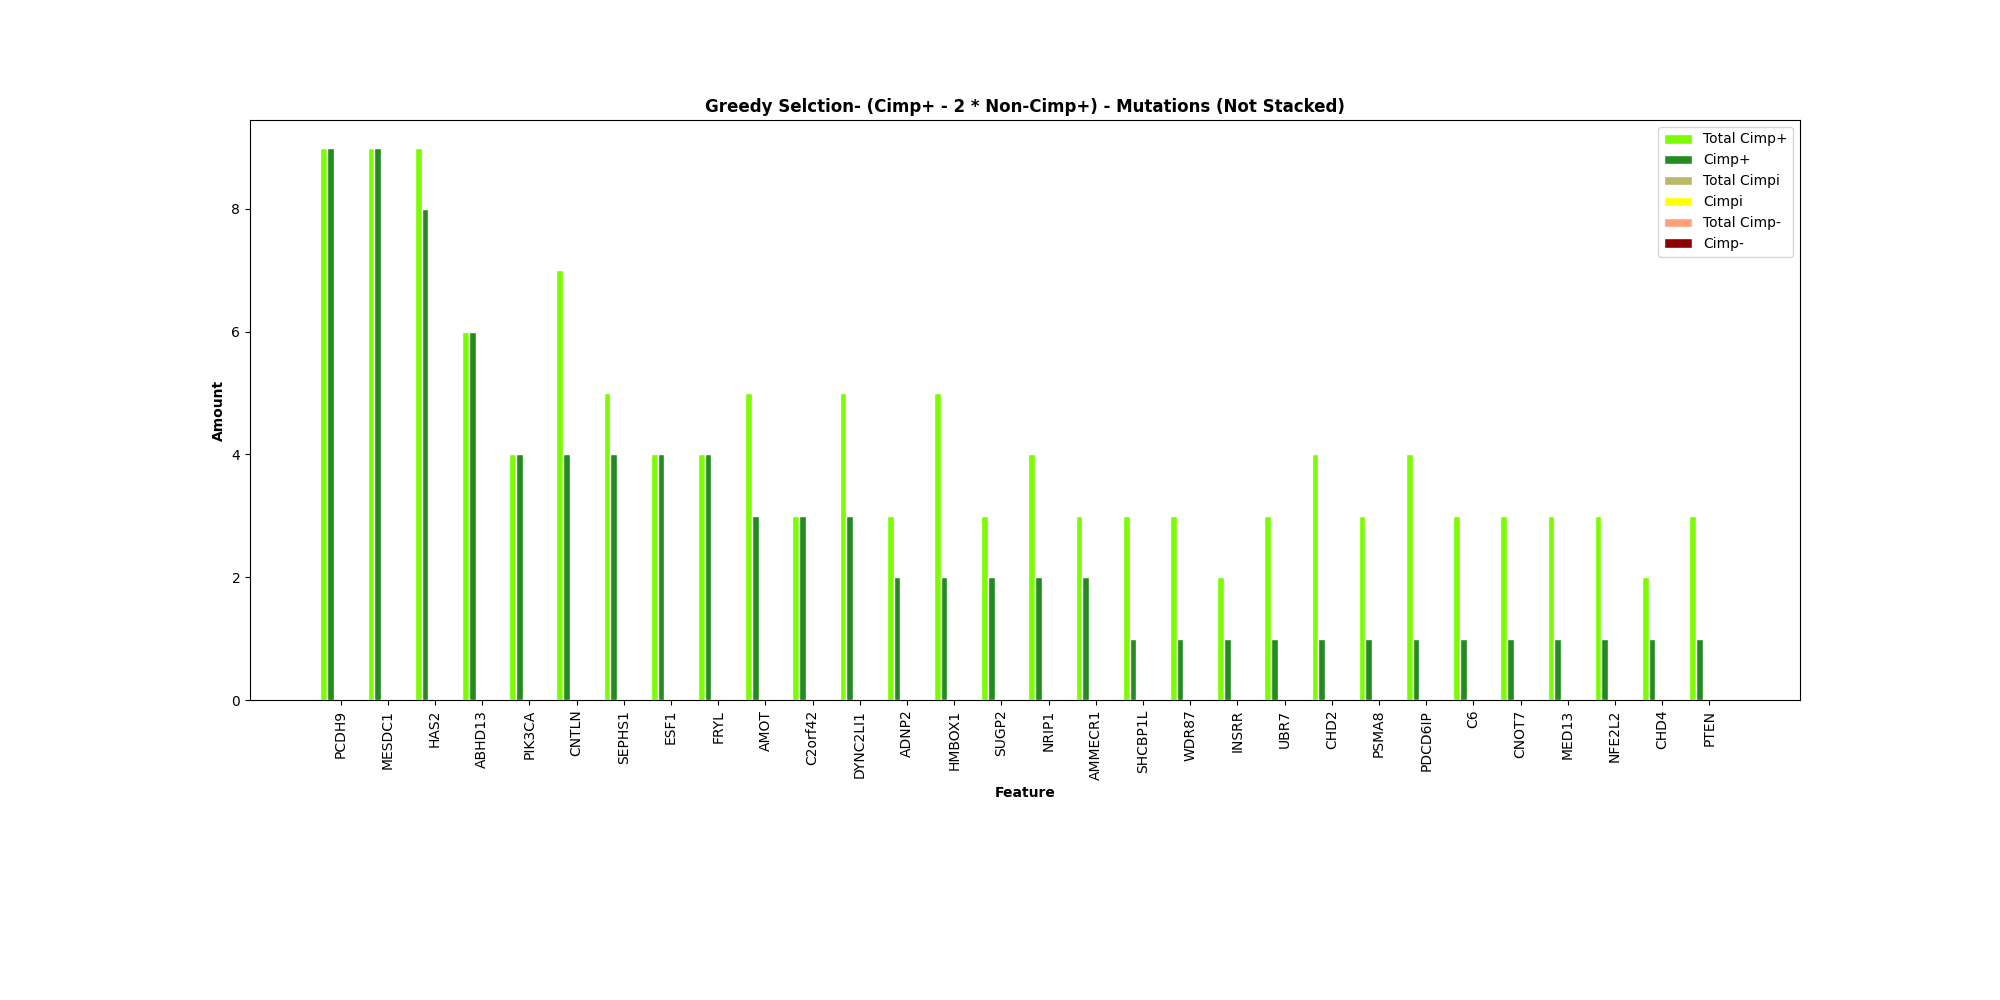 Greedy Selction- (Cimp+ - 2 * Non-Cimp+) - Mutations (Not Stacked)
Total Cimp+
Cimp+
Total Cimpi
Cimpi
Total Cimp-
Cimp-
Amount
8
6
4
2
0
PCDH9
MESDC1
HAS2
ABHD13
PIK3CA
CNTLN
SEPHS1
ESF1
FRYL
AMOT
C2orf42
DYNC2LI1
ADNP2
HMBOX1
SUGP2
NRIP1
AMMECR1
SHCBP1L
WDR87
INSRR
UBR7
CHD2
PSMA8
PDCD6IP
C6
CNOT7
MED13
NFE2L2
CHD4
PTEN
Feature